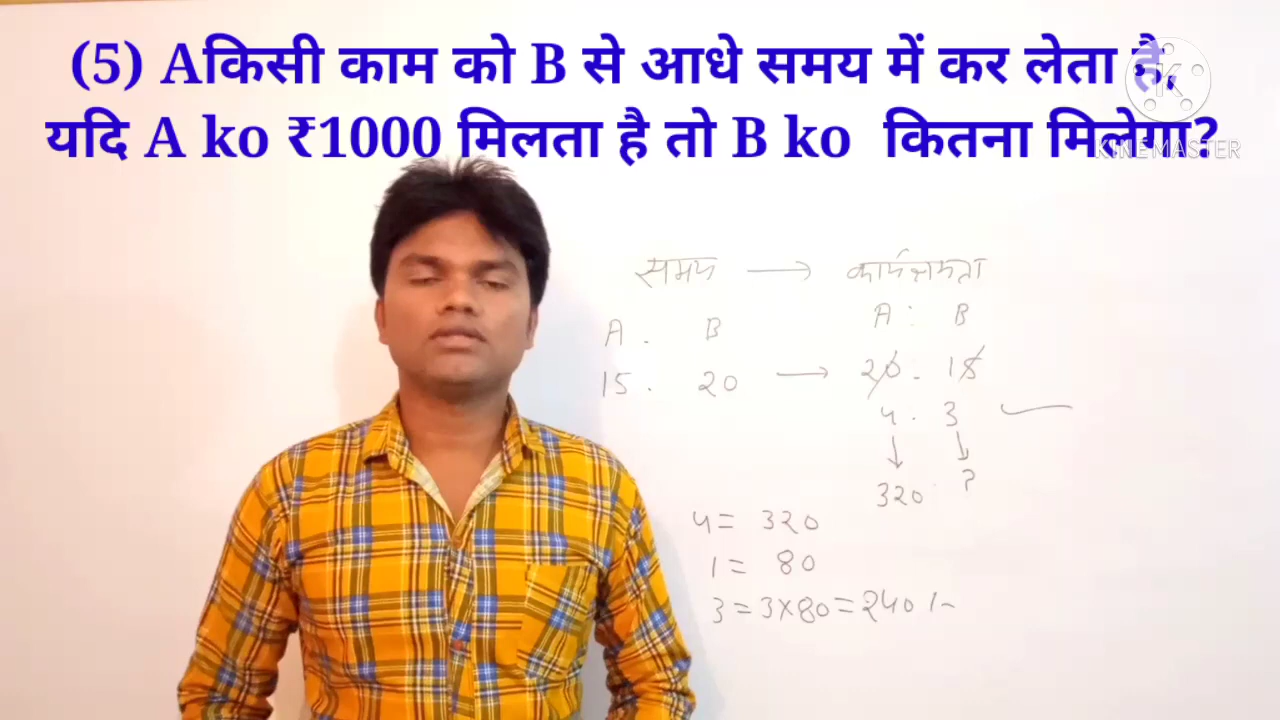 (5) Aकिसी काम को B से आधे समय में कर लेता है,
यदि A ko ₹1000 मिलता है तो B ko कितना मिलेगा?
K
KINEMASTER
समय → कार्यक्षमता
A : B
A . B
15 . 20 → 20 . 15
4 . 3
↓ ↓
320 ?
4 = 320
1 = 80
3 = 3×80 = 240